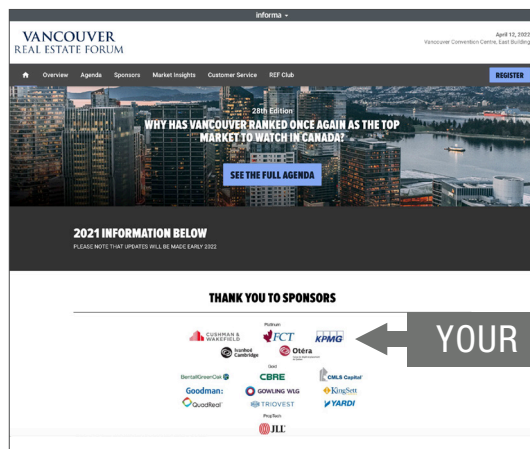 informa
VANCOUVER
REAL ESTATE FORUM
April 12, 2022
Vancouver Convention Centre, East Building
Overview Agenda Sponsors Market Insights Customer Service REF Club
REGISTER
28th Edition
WHY HAS VANCOUVER RANKED ONCE AGAIN AS THE TOP
MARKET TO WATCH IN CANADA?
SEE THE FULL AGENDA
2021 INFORMATION BELOW
PLEASE NOTE THAT UPDATES WILL BE MADE EARLY 2022
THANK YOU TO SPONSORS
Platinum
CUSHMAN &
WAKEFIELD
FCT
KPMG
YOUR
Ivanhoé
Cambridge
Otéra
Gold
BentallGreenOak
CBRE
CMLS Capital
Goodman:
GOWLING WLG
KingSett
QuadReal
TRIOVEST
YARDI
PropTech
JLL